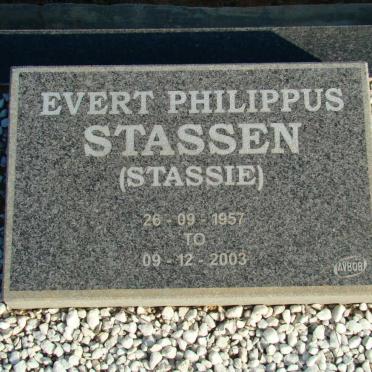 EVERT PHILIPPUS
STASSEN
(STASSIE)
26 - 09 - 1957
TO
09 - 12 - 2003
AVBOB